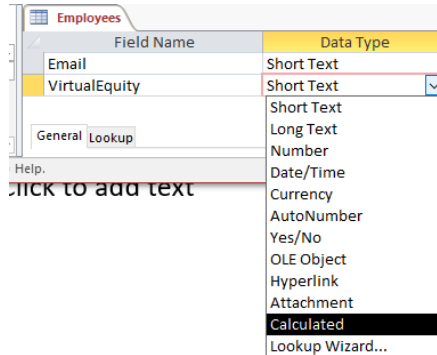 Employees
Field Name Data Type
Email Short Text
VirtualEquity Short Text
Short Text
Long Text
Number
Date/Time
Currency
AutoNumber
Yes/No
OLE Object
Hyperlink
Attachment
Calculated
Lookup Wizard...
General Lookup
Help.
Click to add text